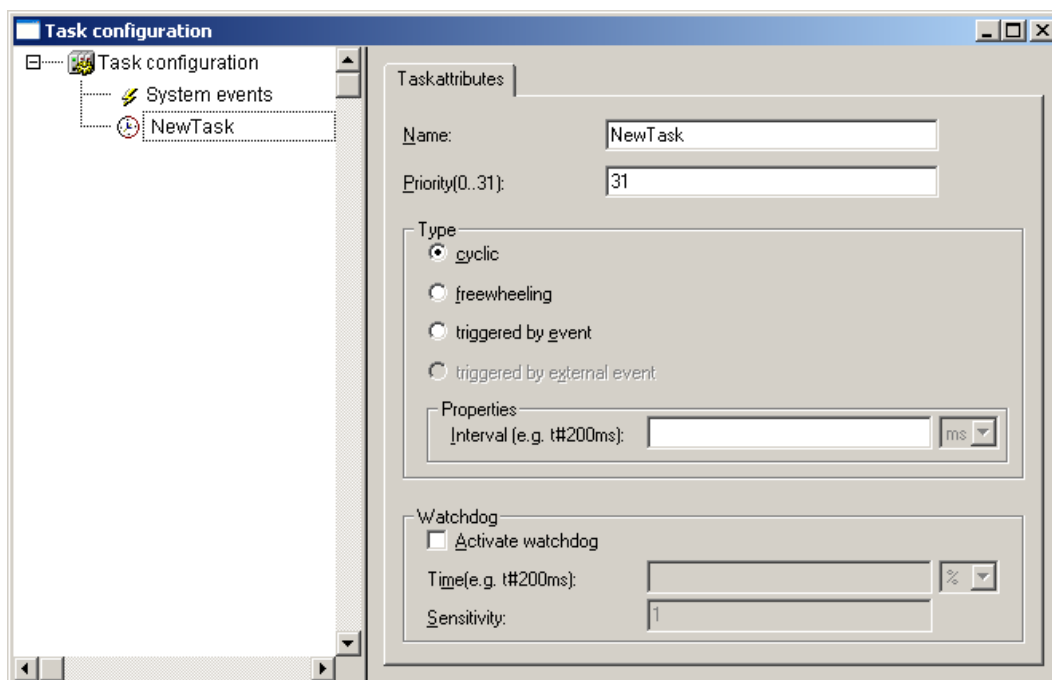 Task configuration
Task configuration
System events
NewTask
Taskattributes
Name: NewTask
Priority(0..31): 31
Type
cyclic
freewheeling
triggered by event
triggered by external event
Properties
Interval (e.g. t#200ms): ms
Watchdog
Activate watchdog
Time(e.g. t#200ms): %
Sensitivity: 1